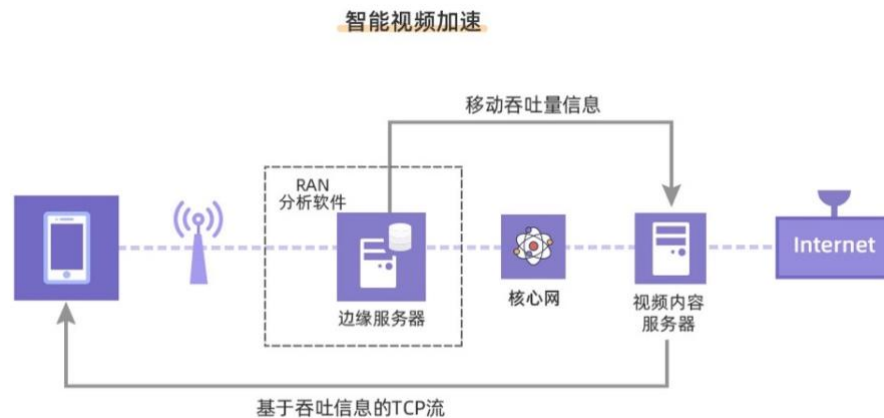 智能视频加速
移动吞吐量信息
RAN
分析软件
Internet
边缘服务器
核心网
视频内容
服务器
基于吞吐信息的TCP流